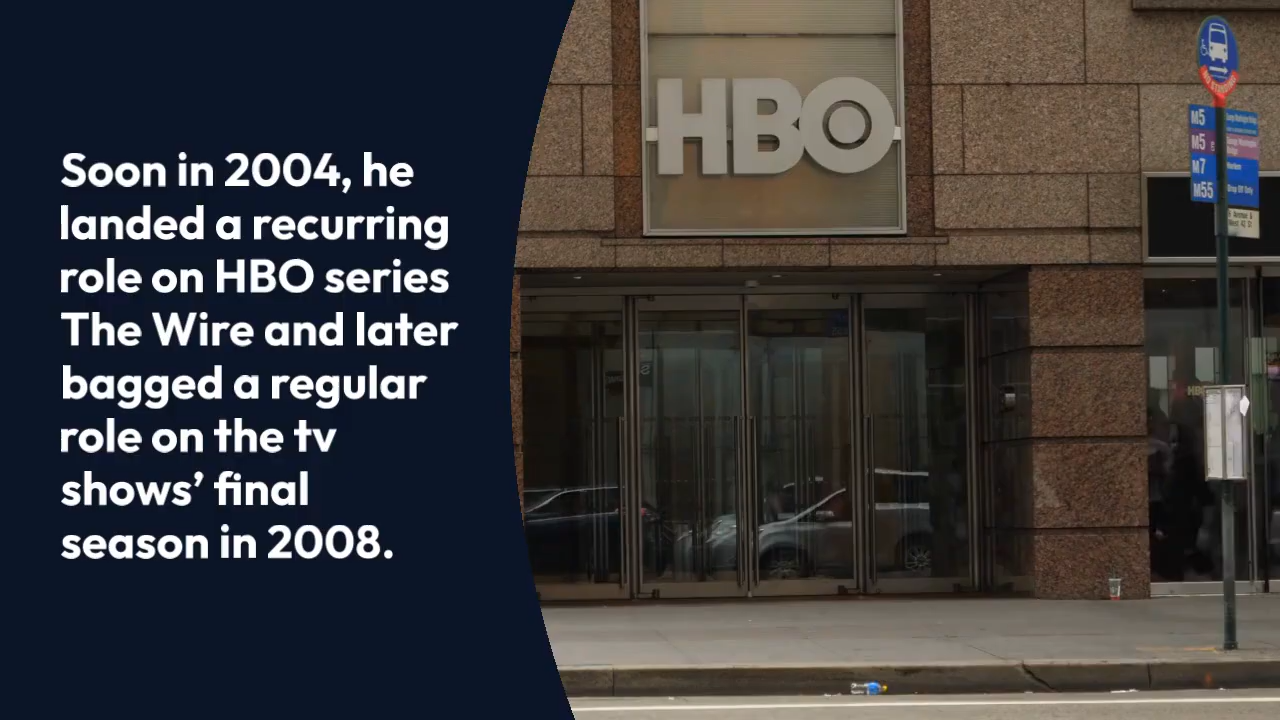 Soon in 2004, he
landed a recurring
role on HBO series
The Wire and later
bagged a regular
role on the tv
shows’ final
season in 2008.
HBO
M5
M5
M7
M55